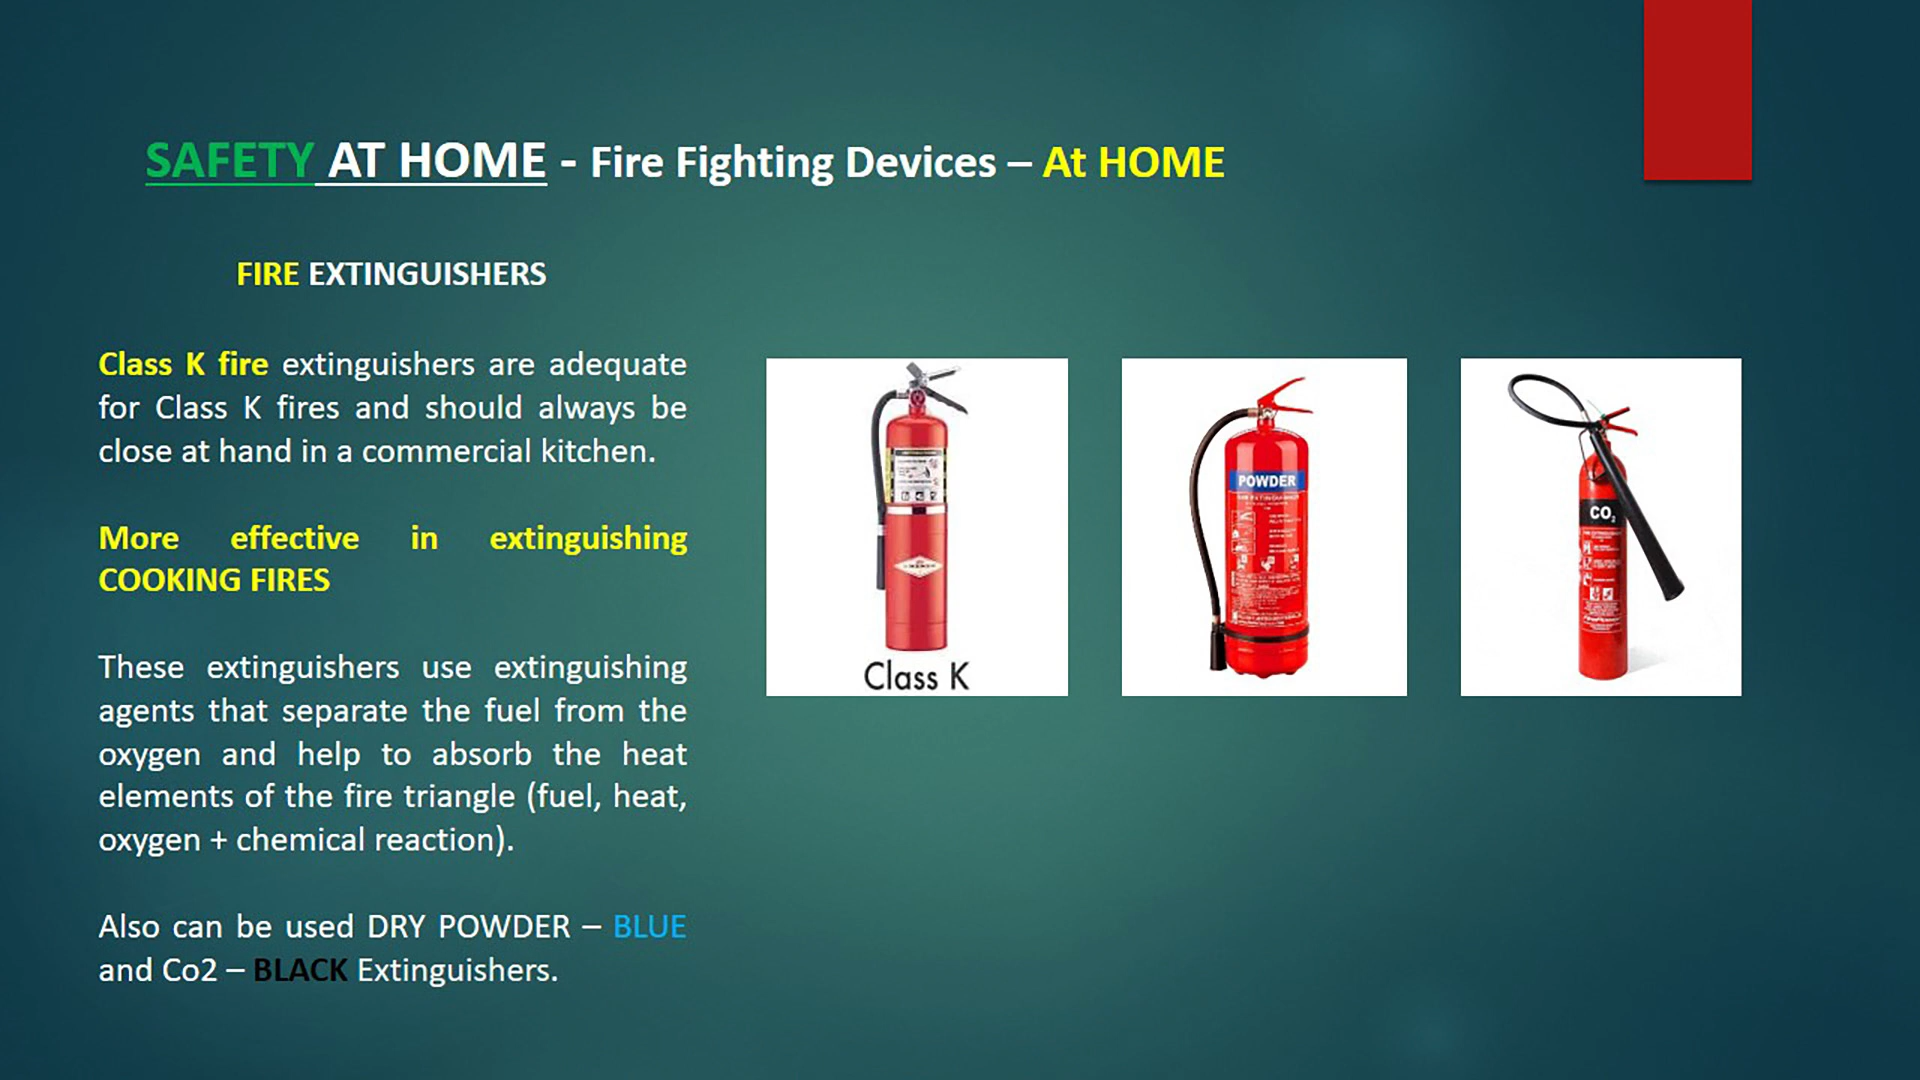 SAFETY AT HOME - Fire Fighting Devices – At HOME
FIRE EXTINGUISHERS
Class K fire extinguishers are adequate
for Class K fires and should always be
close at hand in a commercial kitchen.
More effective in extinguishing
COOKING FIRES
These extinguishers use extinguishing
agents that separate the fuel from the
oxygen and help to absorb the heat
elements of the fire triangle (fuel, heat,
oxygen + chemical reaction).
Also can be used DRY POWDER – BLUE
and Co2 – BLACK Extinguishers.
Class K
POWDER
CO2